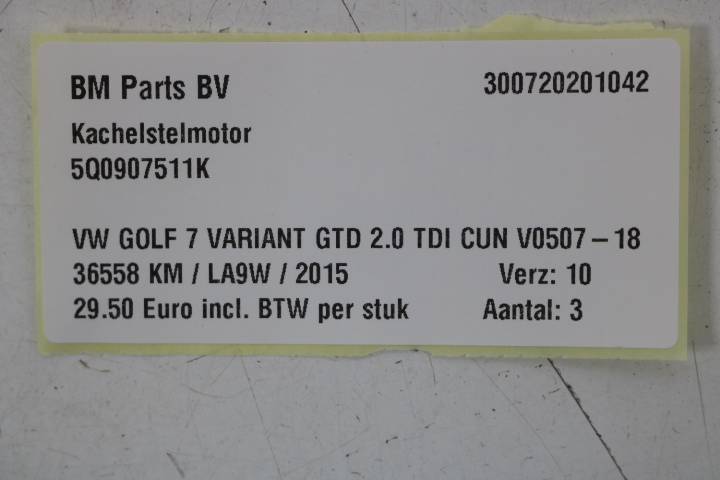 BM Parts BV 300720201042
Kachelstelmotor
5Q0907511K
VW GOLF 7 VARIANT GTD 2.0 TDI CUN V0507-18
36558 KM / LA9W / 2015 Verz: 10
29.50 Euro incl. BTW per stuk Aantal: 3